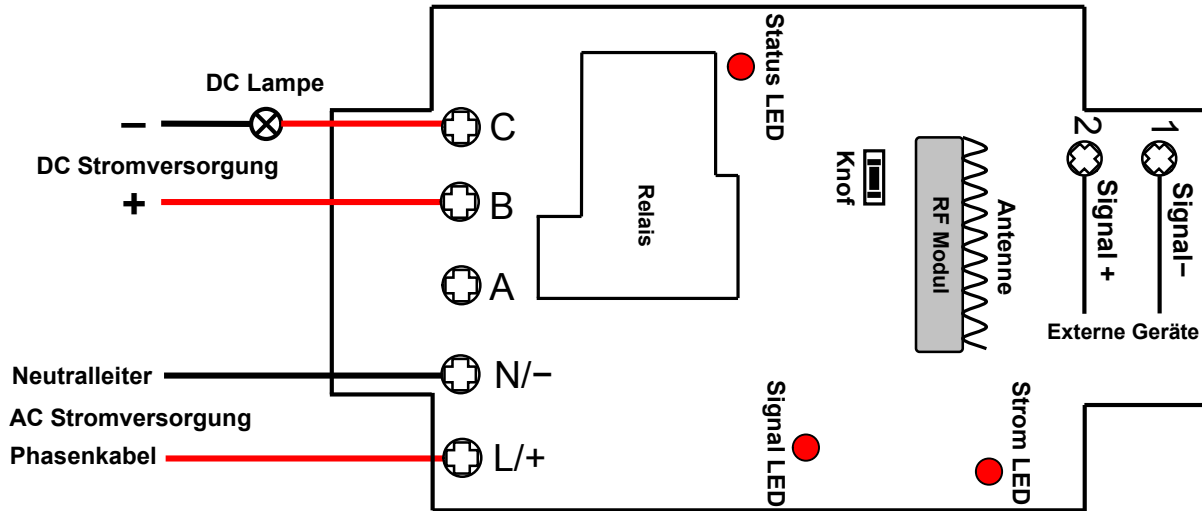 DC Lampe
−
DC Stromversorgung
+
Neutralleiter
AC Stromversorgung
Phasenkabel
C
B
A
N/−
L/+
Relais
Status LED
Knof
RF Modul
Antenne
Signal LED
Strom LED
2
1
Signal +
Signal−
Externe Geräte